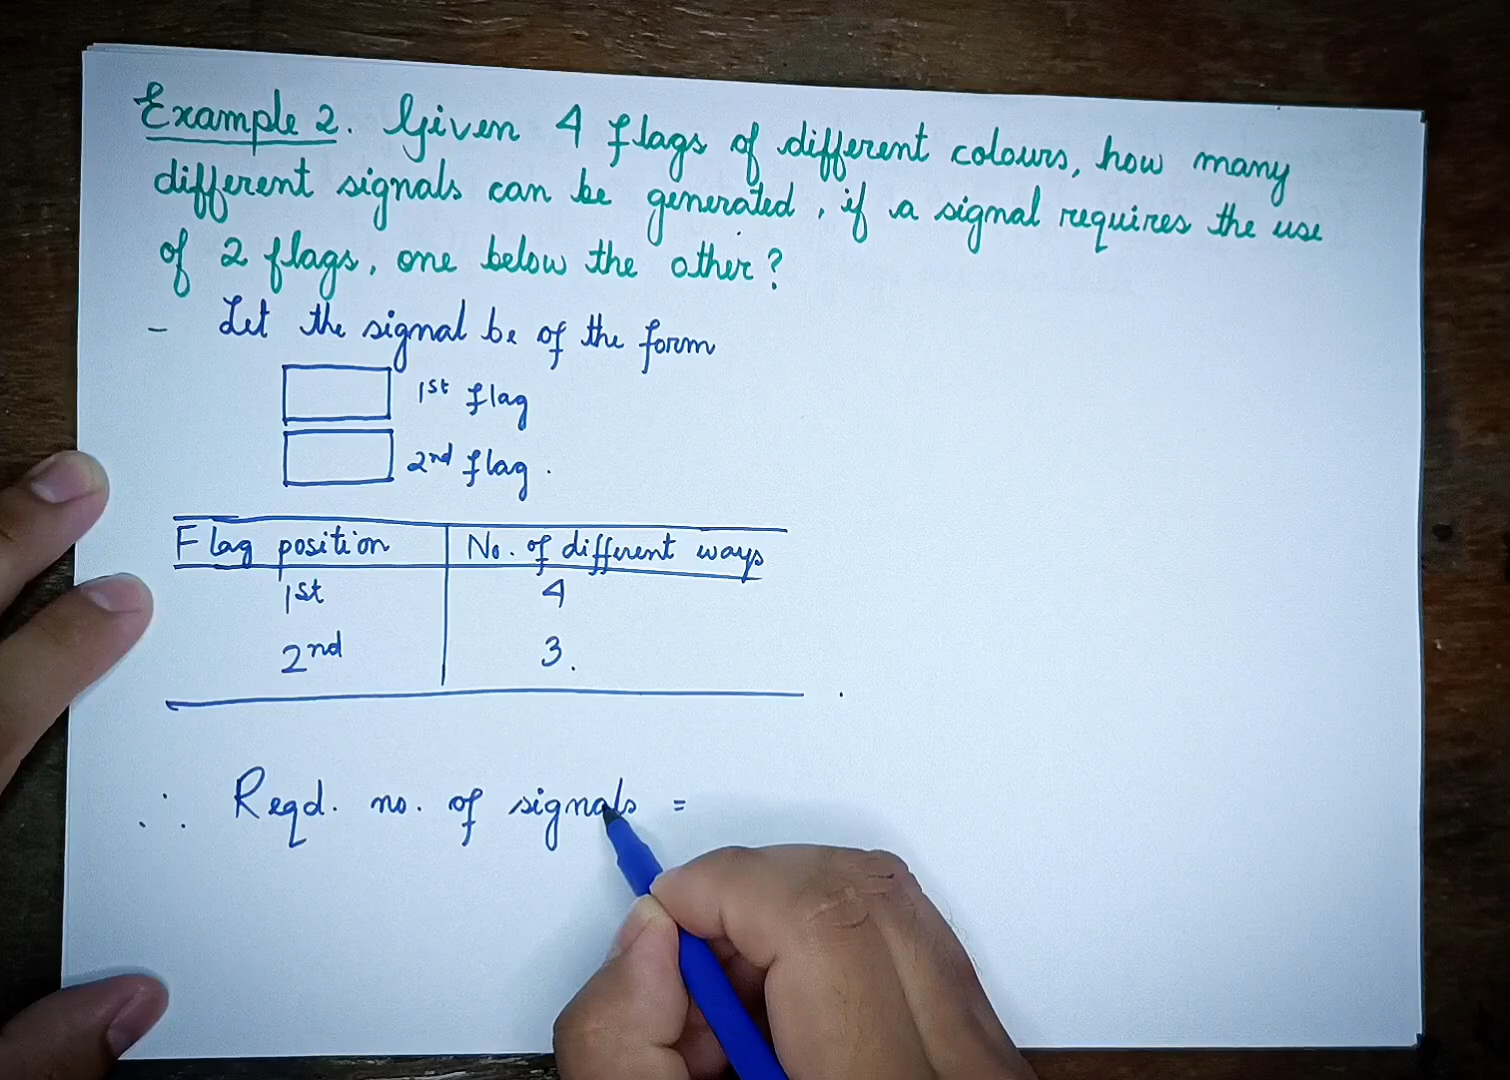 Example 2. Given 4 flags of different colours, how many
different signals can be generated, if a signal requires the use
of 2 flags, one below the other?
- Let the signal be of the form
1st flag
2nd flag.
Flag position | No. of different ways
1st 4
2nd 3.
∴ Reqd. no. of signals =